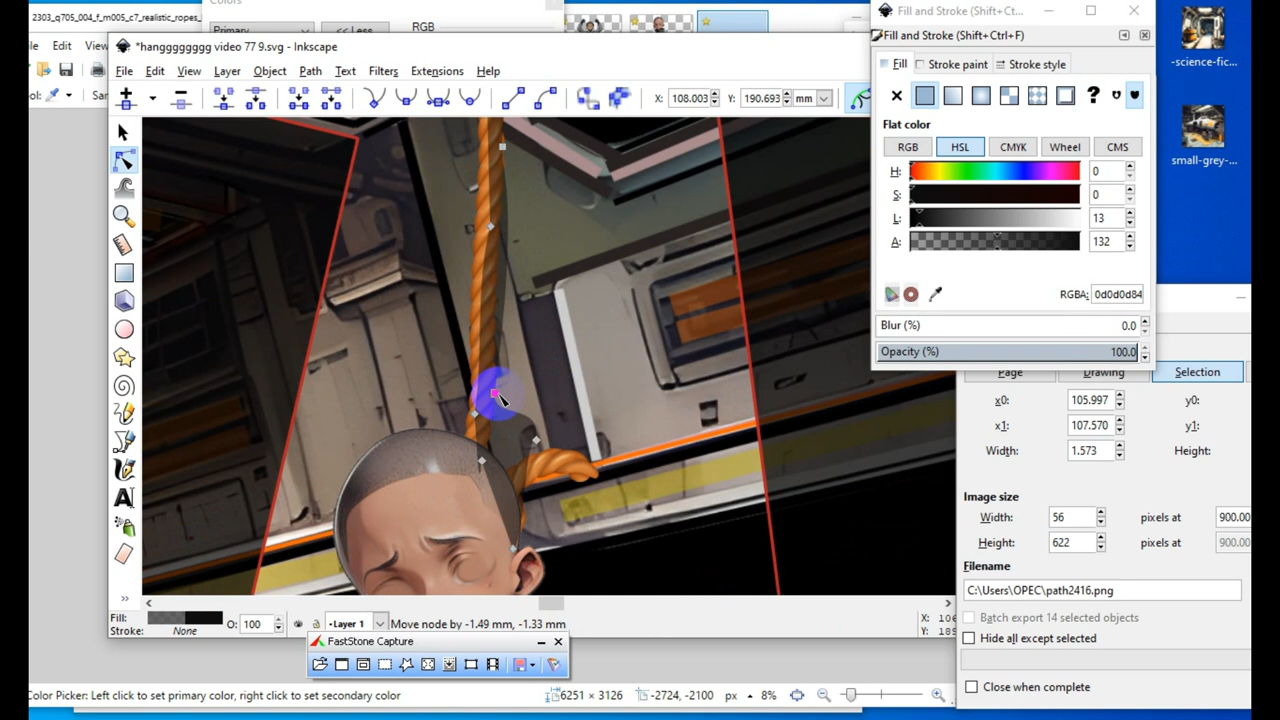 2303_q705_004_f_m005_c7_realistic_ropes_
Colors
Primary
<< Less
RGB
Edit
View
*hangggggggg video 77 9.svg - Inkscape
File Edit View Layer Object Path Text Filters Extensions Help
X: 108.003 Y: 190.693 mm
Fill and Stroke (Shift+Ct...
Fill and Stroke (Shift+Ctrl+F)
Fill Stroke paint Stroke style
Flat color
RGB HSL CMYK Wheel CMS
H: 0
S: 0
L: 13
A: 132
RGBA: 0d0d0d84
Blur (%) 0.0
Opacity (%) 100.0
-science-fic...
small-grey-...
Page Drawing Selection
x0: 105.997 y0:
x1: 107.570 y1:
Width: 1.573 Height:
Image size
Width: 56 pixels at 900.00
Height: 622 pixels at 900.00
Filename
C:\Users\OPEC\path2416.png
Batch export 14 selected objects
Hide all except selected
Close when complete
Fill:
Stroke: None
O: 100
Layer 1
Move node by -1.49 mm, -1.33 mm
FastStone Capture
Color Picker: Left click to set primary color, right click to set secondary color
6251 × 3126
-2724, -2100
px
8%